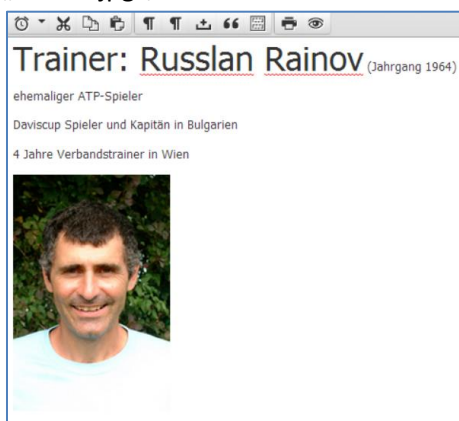 Trainer: Russlan Rainov (Jahrgang 1964)
ehemaliger ATP-Spieler
Daviscup Spieler und Kapitän in Bulgarien
4 Jahre Verbandstrainer in Wien